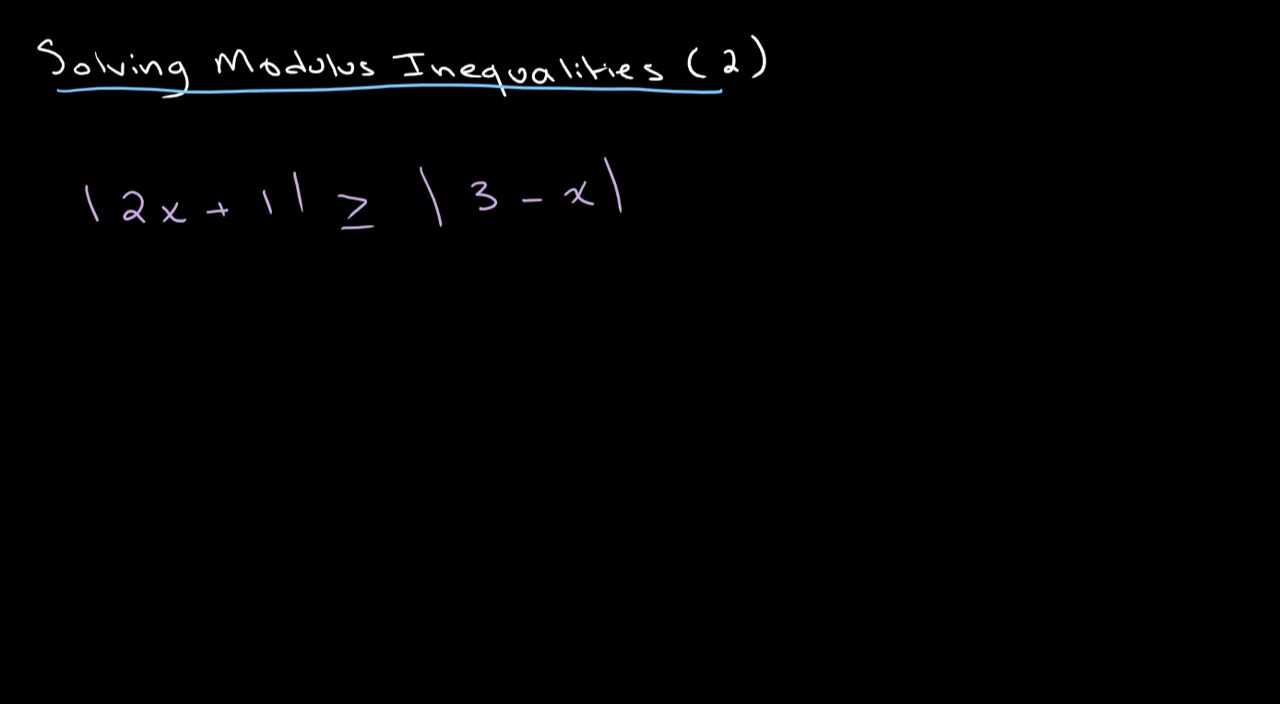 Solving Modulus Inequalities (2)
|2x + 1| ≥ |3 - x|